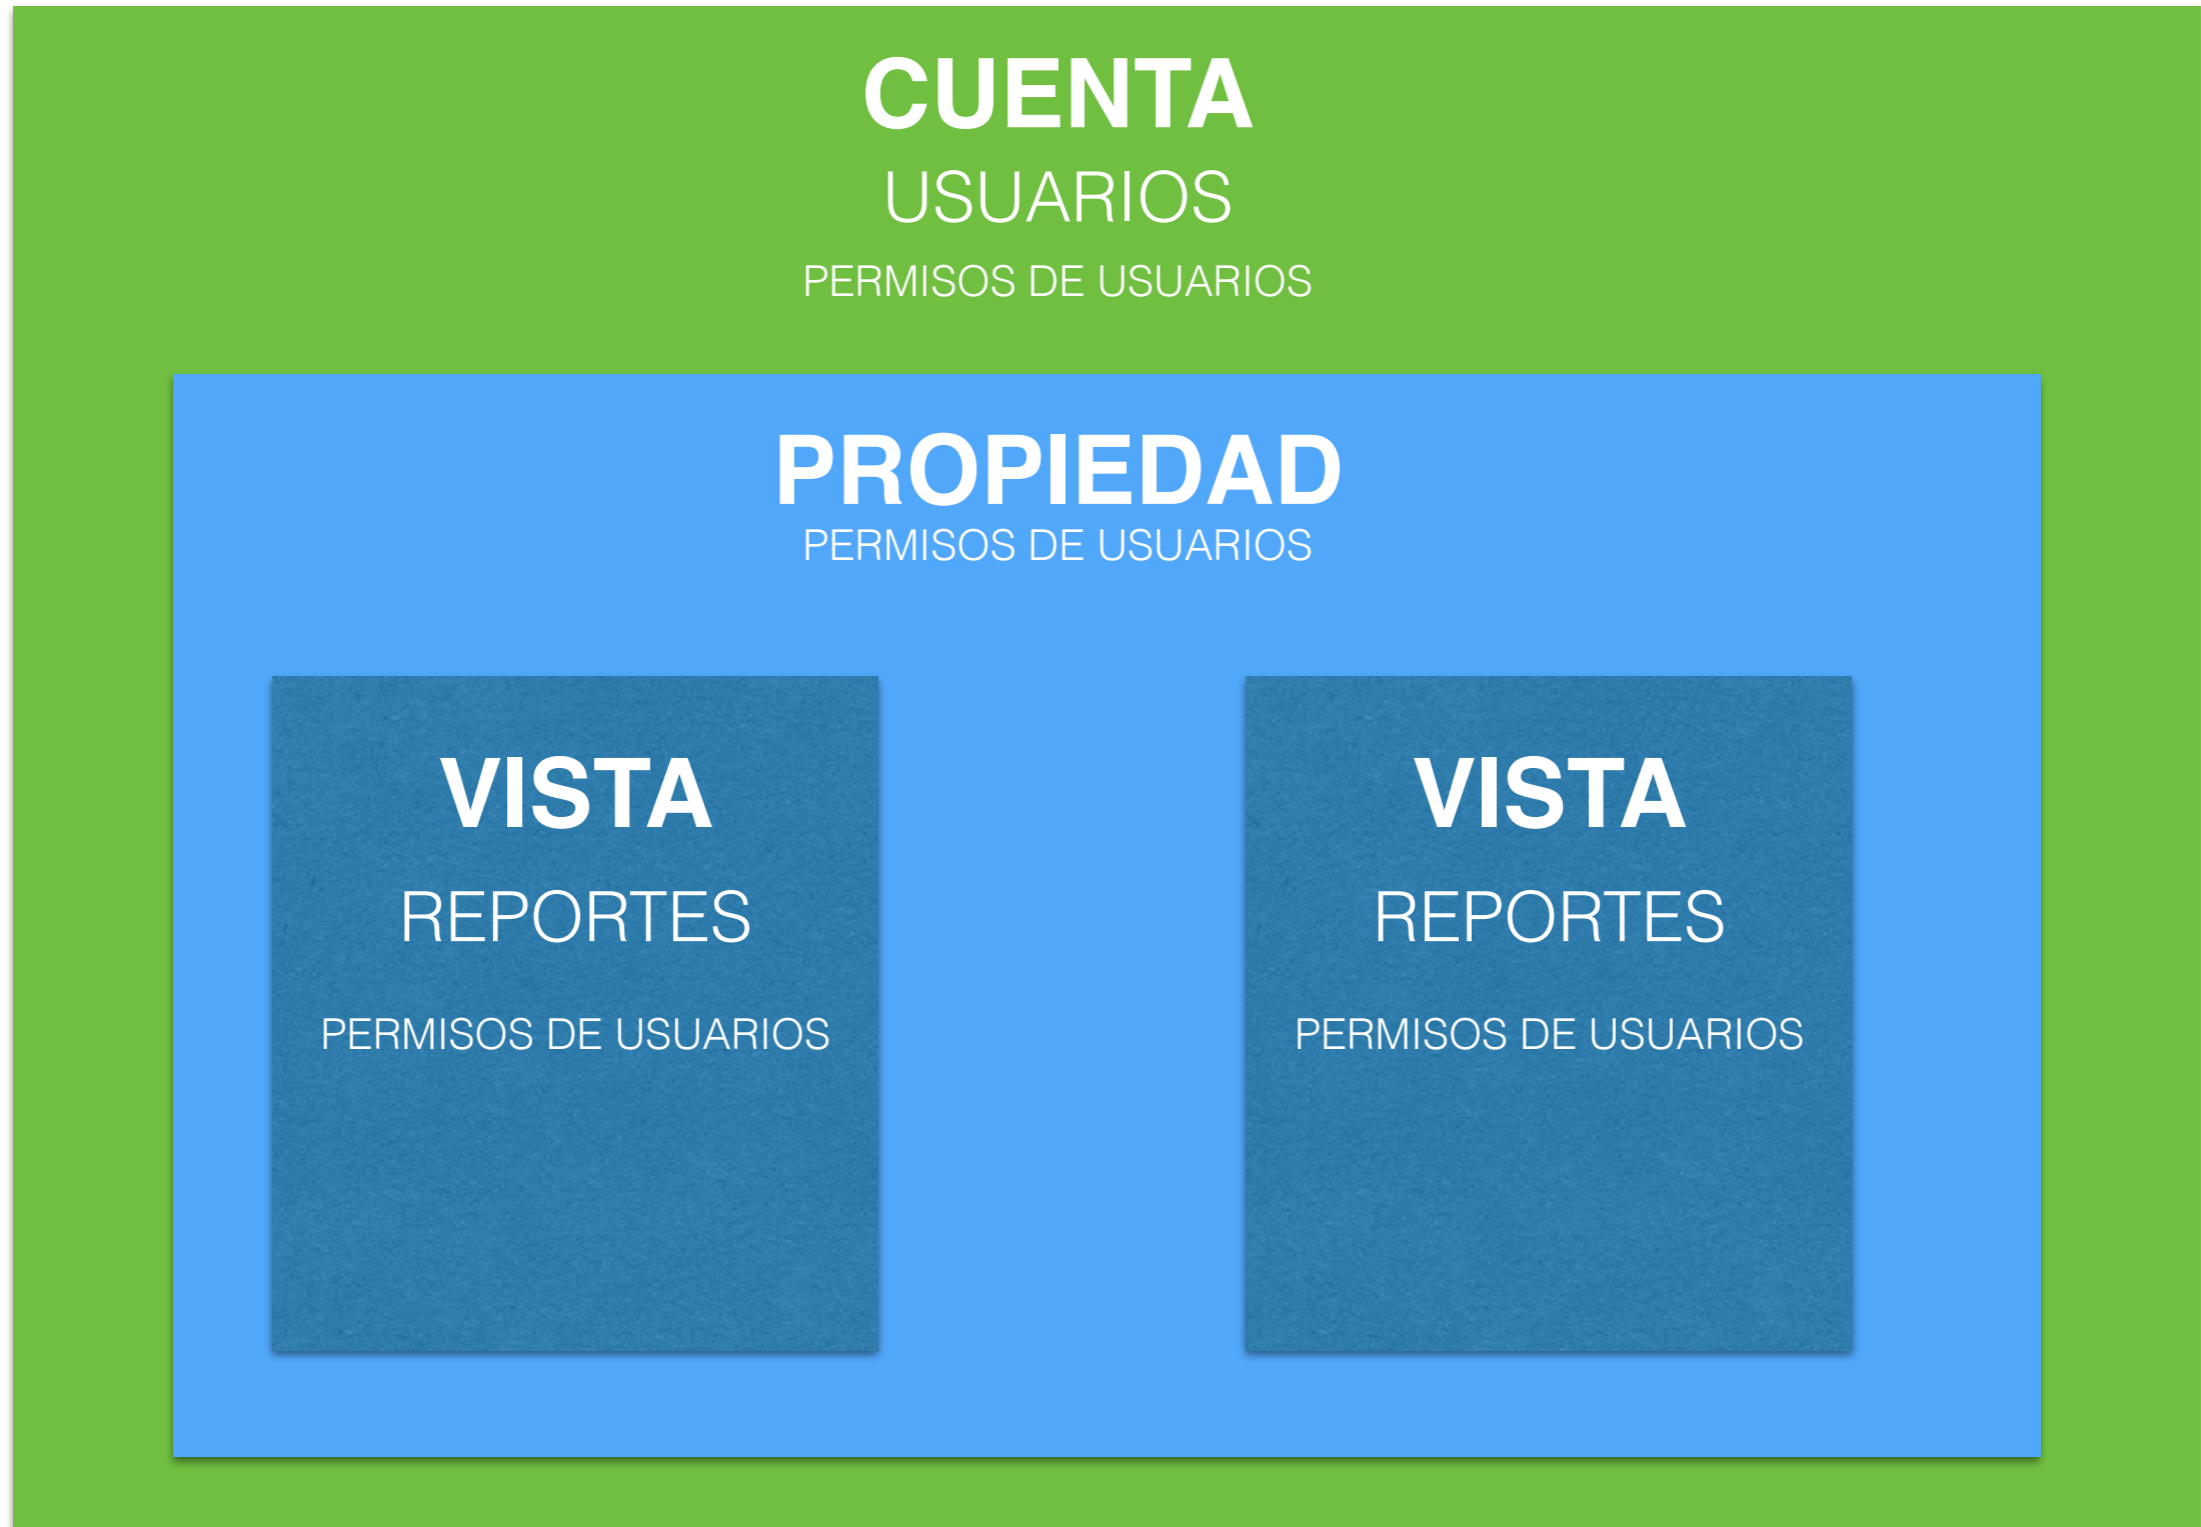 CUENTA
USUARIOS
PERMISOS DE USUARIOS
PROPIEDAD
PERMISOS DE USUARIOS
VISTA
REPORTES
PERMISOS DE USUARIOS
VISTA
REPORTES
PERMISOS DE USUARIOS